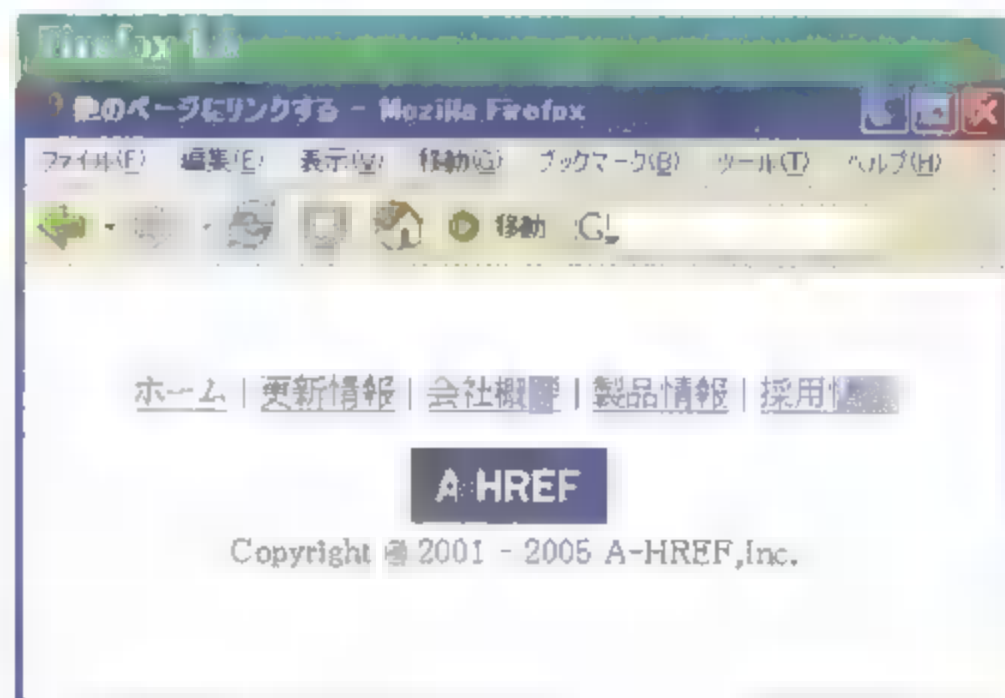 Firefox 1.0
他のページにリンクする - Mozilla Firefox
ファイル(F) 編集(E) 表示(V) 移動(G) ブックマーク(B) ツール(T) ヘルプ(H)
移動 G
ホーム | 更新情報 | 会社概要 | 製品情報 | 採用情報
A-HREF
Copyright © 2001 - 2005 A-HREF,Inc.